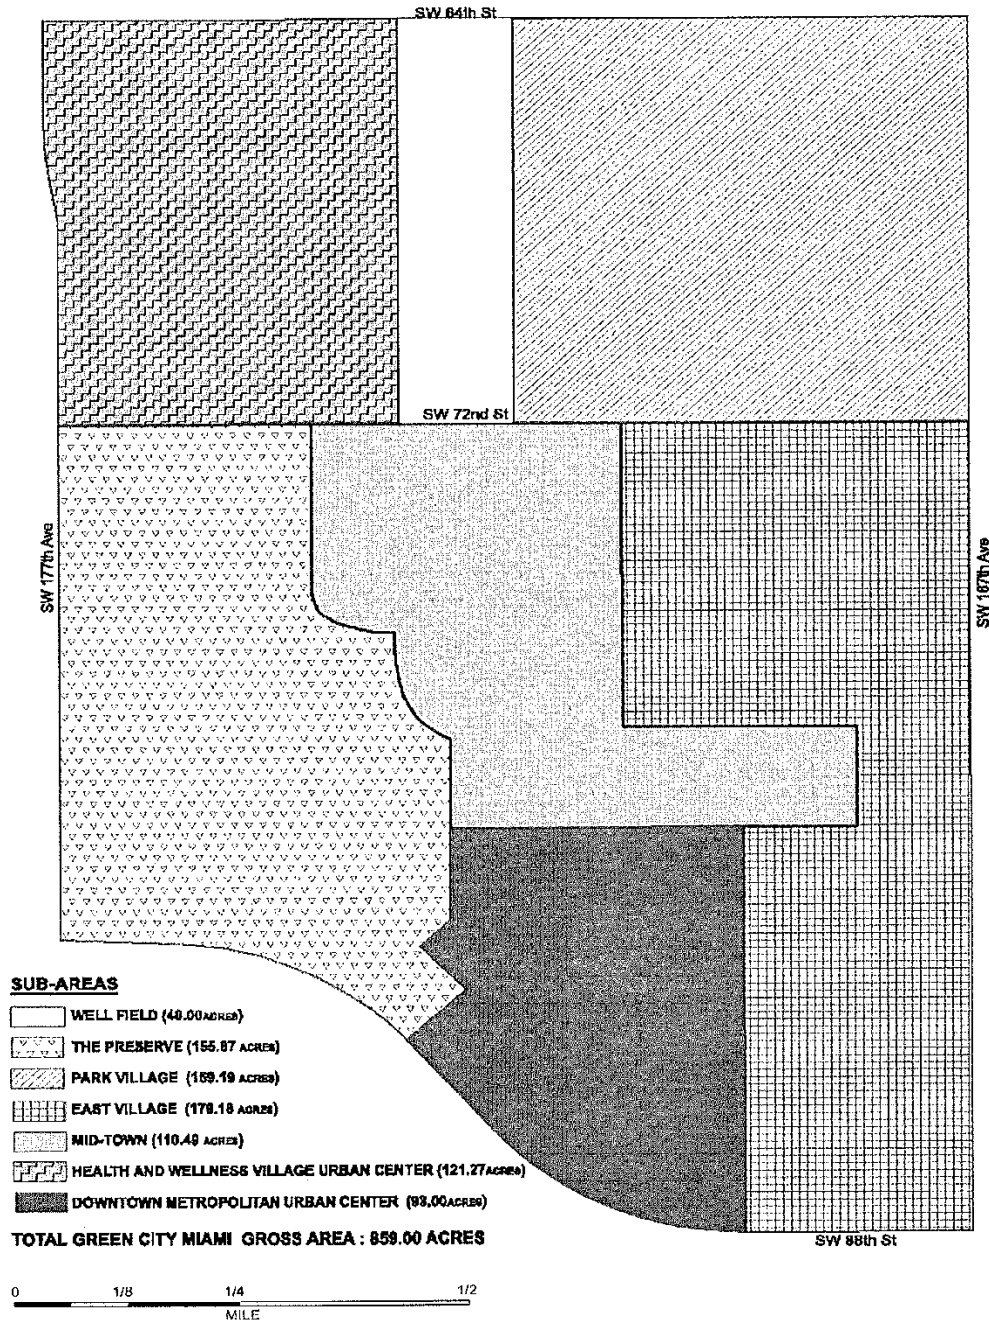 SW 64th St
SW 72nd St
SW 177th Ave
SW 167th Ave
SUB-AREAS
WELL FIELD (40.00ACRES)
THE PRESERVE (155.87 ACRES)
PARK VILLAGE (159.19 ACRES)
EAST VILLAGE (179.18 ACRES)
MID-TOWN (110.49 ACRES)
HEALTH AND WELLNESS VILLAGE URBAN CENTER (121.27ACRES)
DOWNTOWN METROPOLITAN URBAN CENTER (93.00ACRES)
TOTAL GREEN CITY MIAMI GROSS AREA : 859.00 ACRES
SW 88th St
0 1/8 1/4 1/2
MILE